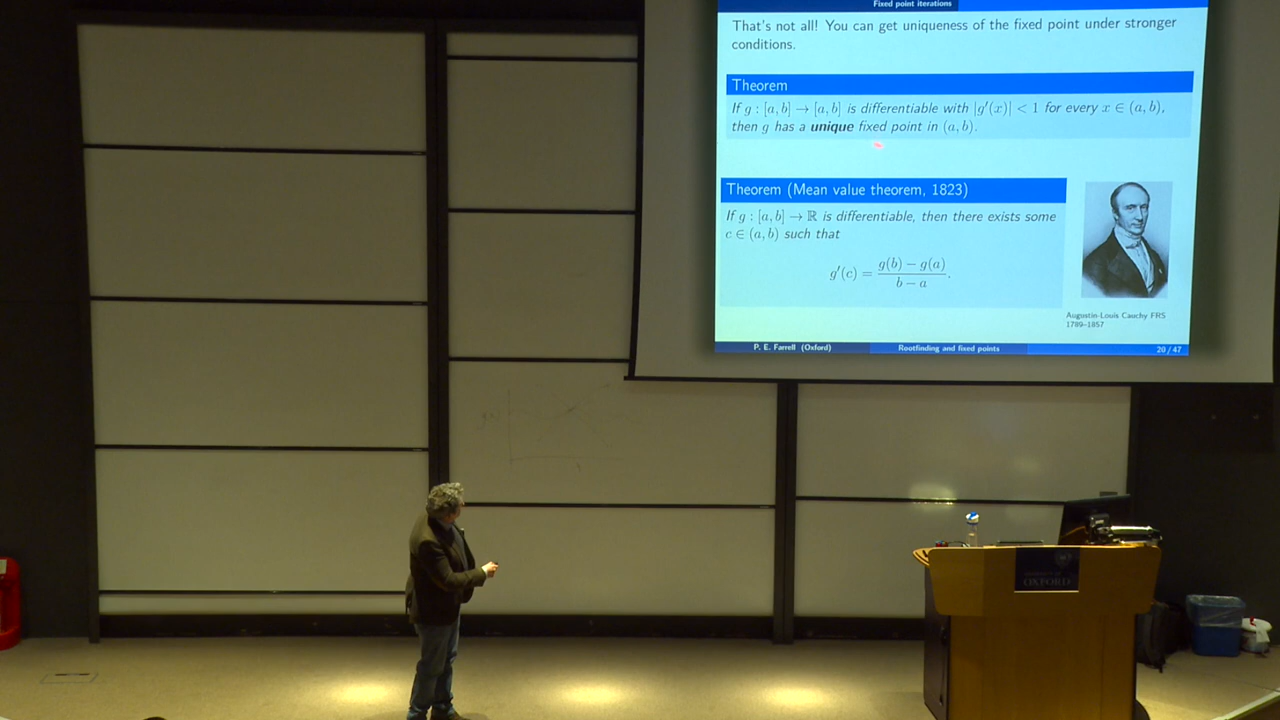 Fixed point iterations
That's not all! You can get uniqueness of the fixed point under stronger
conditions.
Theorem
If g : [a, b] → [a, b] is differentiable with |g′(x)| < 1 for every x ∈ (a, b),
then g has a unique fixed point in (a, b).
Theorem (Mean value theorem, 1823)
If g : [a, b] → ℝ is differentiable, then there exists some
c ∈ (a, b) such that
g′(c) = (g(b) − g(a)) / (b − a).
Augustin-Louis Cauchy FRS
1789–1857
P. E. Farrell (Oxford)
Rootfinding and fixed points
20 / 47
UNIVERSITY OF
OXFORD